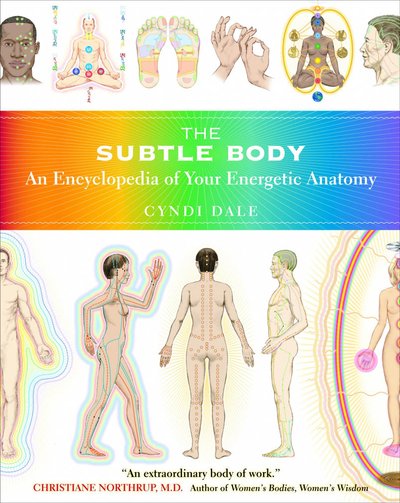 THE
SUBTLE BODY
An Encyclopedia of Your Energetic Anatomy
CYNDI DALE
“An extraordinary body of work.”
CHRISTIANE NORTHRUP, M.D. Author of Women's Bodies, Women's Wisdom